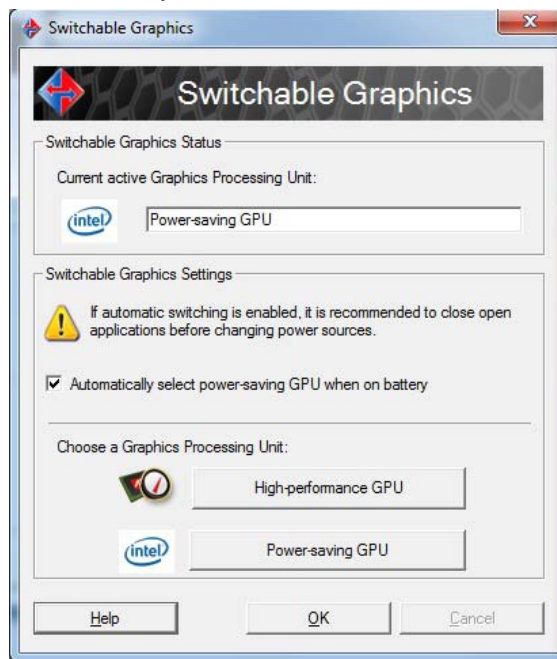 Switchable Graphics
Switchable Graphics
Switchable Graphics Status
Current active Graphics Processing Unit:
intel
Power-saving GPU
Switchable Graphics Settings
If automatic switching is enabled, it is recommended to close open
applications before changing power sources.
Automatically select power-saving GPU when on battery
Choose a Graphics Processing Unit:
High-performance GPU
intel
Power-saving GPU
Help
OK
Cancel